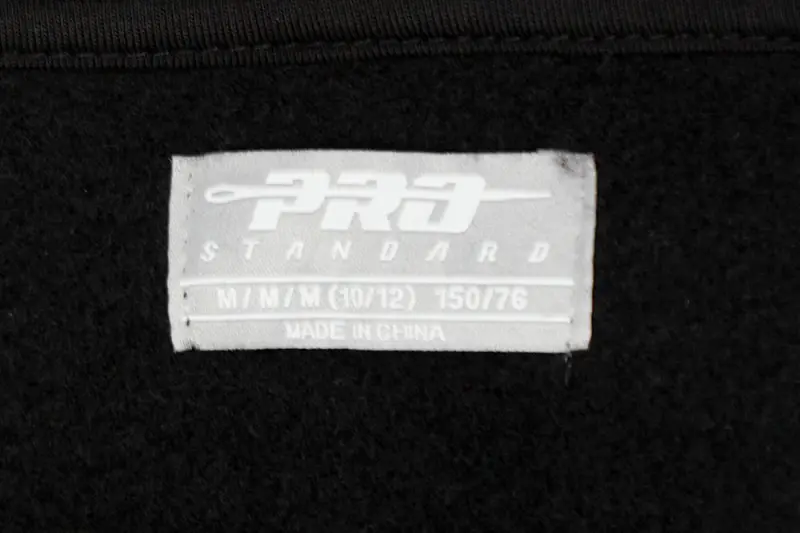 PRO
STANDARD
M/M/M (10/12) 150/76
MADE IN CHINA